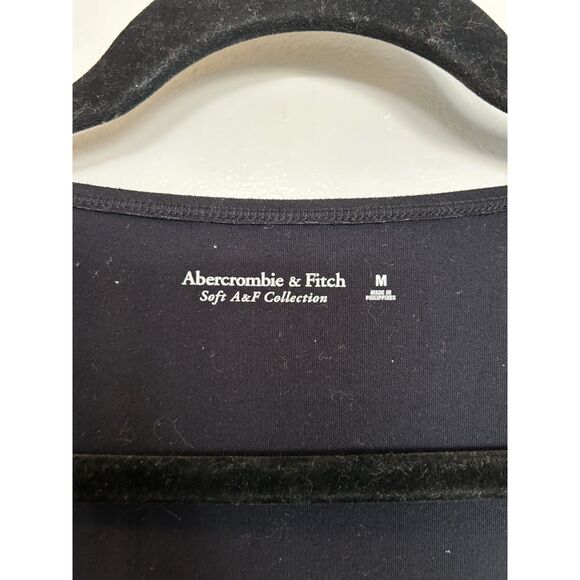 Abercrombie & Fitch
Soft A&F Collection
M
MADE IN
PHILIPPINES